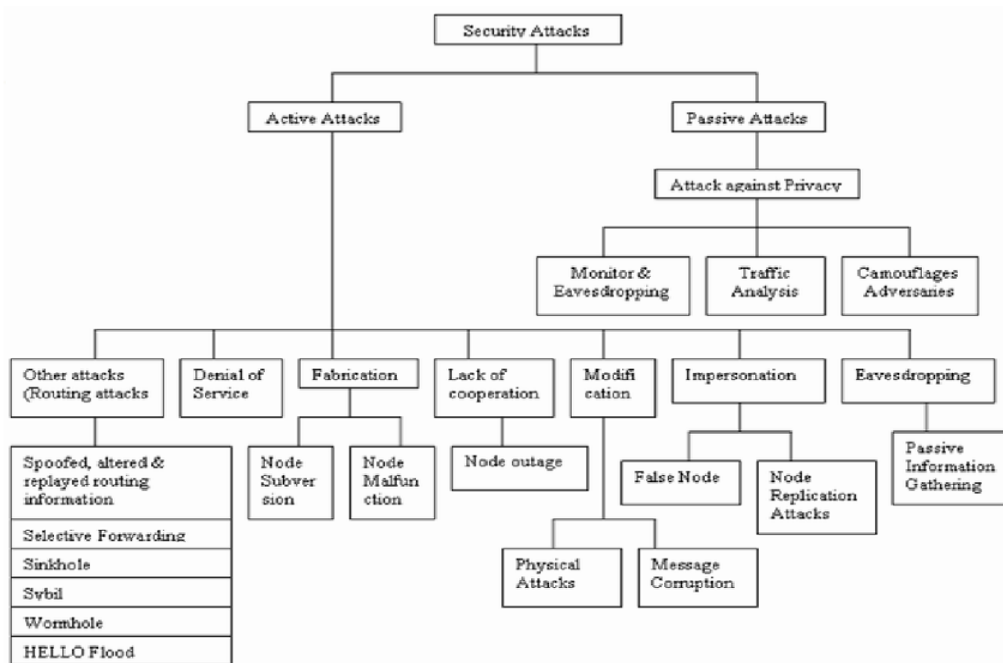 Security Attacks
Active Attacks
Passive Attacks
Attack against Privacy
Monitor &
Eavesdropping
Traffic
Analysis
Camouflages
Adversaries
Other attacks
(Routing attacks
Denial of
Service
Fabrication
Lack of
cooperation
Modifi
cation
Impersonation
Eavesdropping
Spoofed, altered &
replayed routing
information
Selective Forwarding
Sinkhole
Sybil
Wormhole
HELLO Flood
Node
Subver
sion
Node
Malfun
ction
Node outage
False Node
Node
Replication
Attacks
Passive
Information
Gathering
Physical
Attacks
Message
Corruption